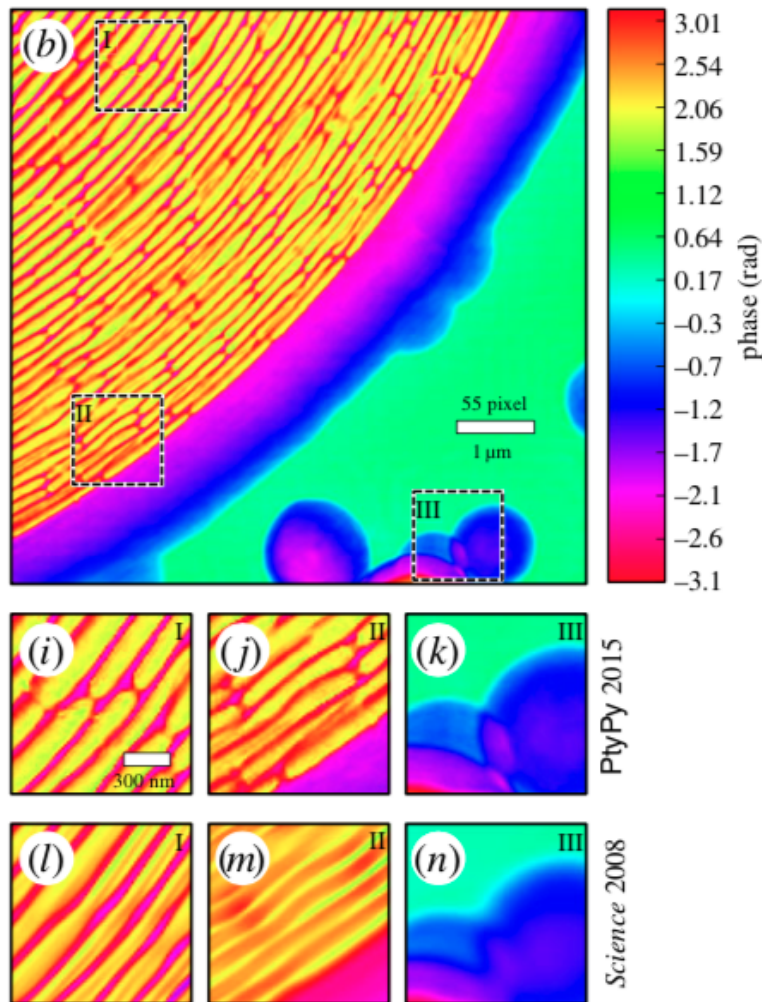 (b)
I
II
III
55 pixel
1 µm
3.01
2.54
2.06
1.59
1.12
0.64
0.17
–0.3
–0.7
–1.2
–1.7
–2.1
–2.6
–3.1
phase (rad)
(i)
I
300 nm
(j)
II
(k)
III
PtyPy 2015
(l)
I
(m)
II
(n)
III
Science 2008